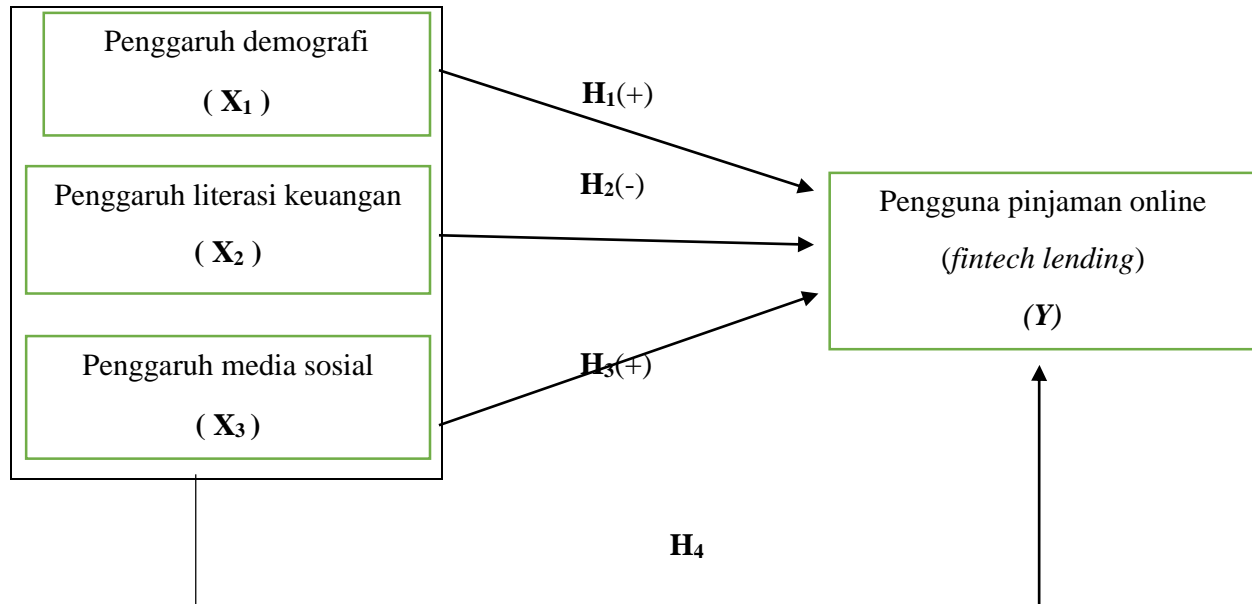 Penggaruh demografi
( X₁ )
H₁(+)
Penggaruh literasi keuangan
( X₂ )
H₂(-)
Pengguna pinjaman online
(fintech lending)
(Y)
Penggaruh media sosial
( X₃ )
H₃(+)
H₄